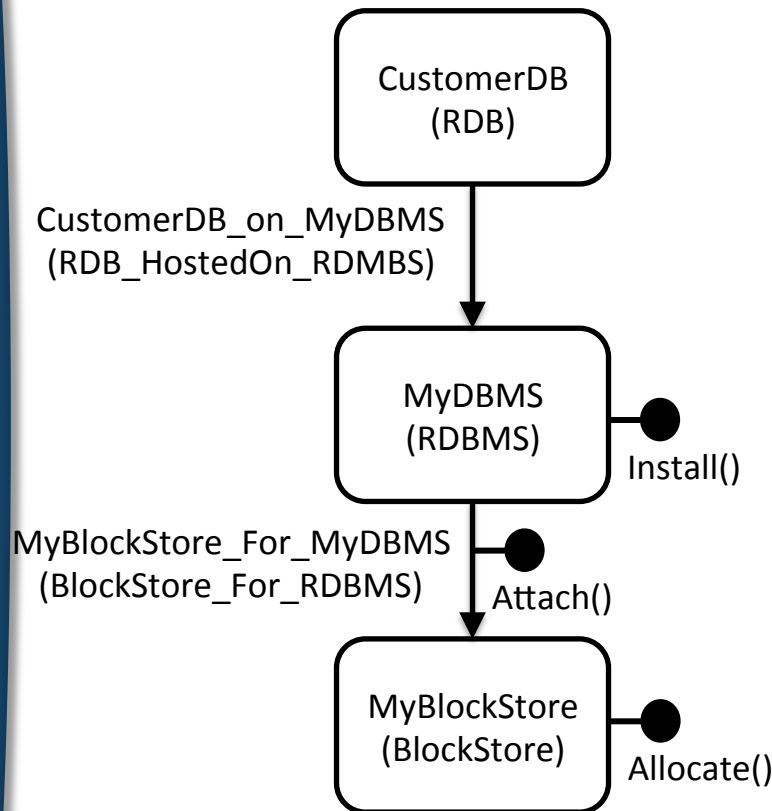 CustomerDB
(RDB)
CustomerDB_on_MyDBMS
(RDB_HostedOn_RDMBS)
MyDBMS
(RDBMS)
Install()
MyBlockStore_For_MyDBMS
(BlockStore_For_RDBMS)
Attach()
MyBlockStore
(BlockStore)
Allocate()